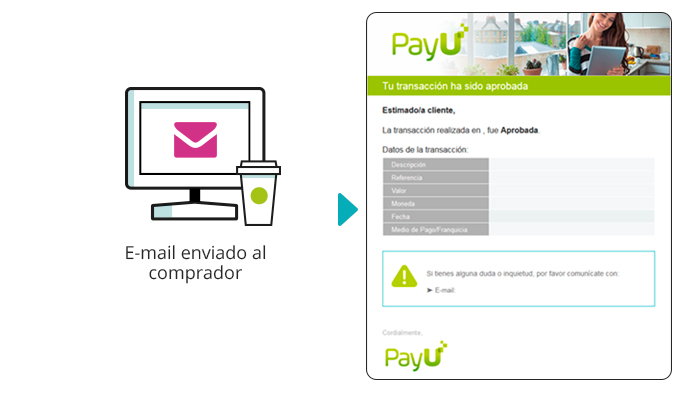 E-mail enviado al
comprador
PayU
Tu transacción ha sido aprobada
Estimado/a cliente,
La transacción realizada en , fue Aprobada.
Datos de la transacción:
Descripción
Referencia
Valor
Moneda
Fecha
Medio de Pago/Franquicia
Si tienes alguna duda o inquietud, por favor comunícate con:
➤ E-mail:
Cordialmente,
PayU